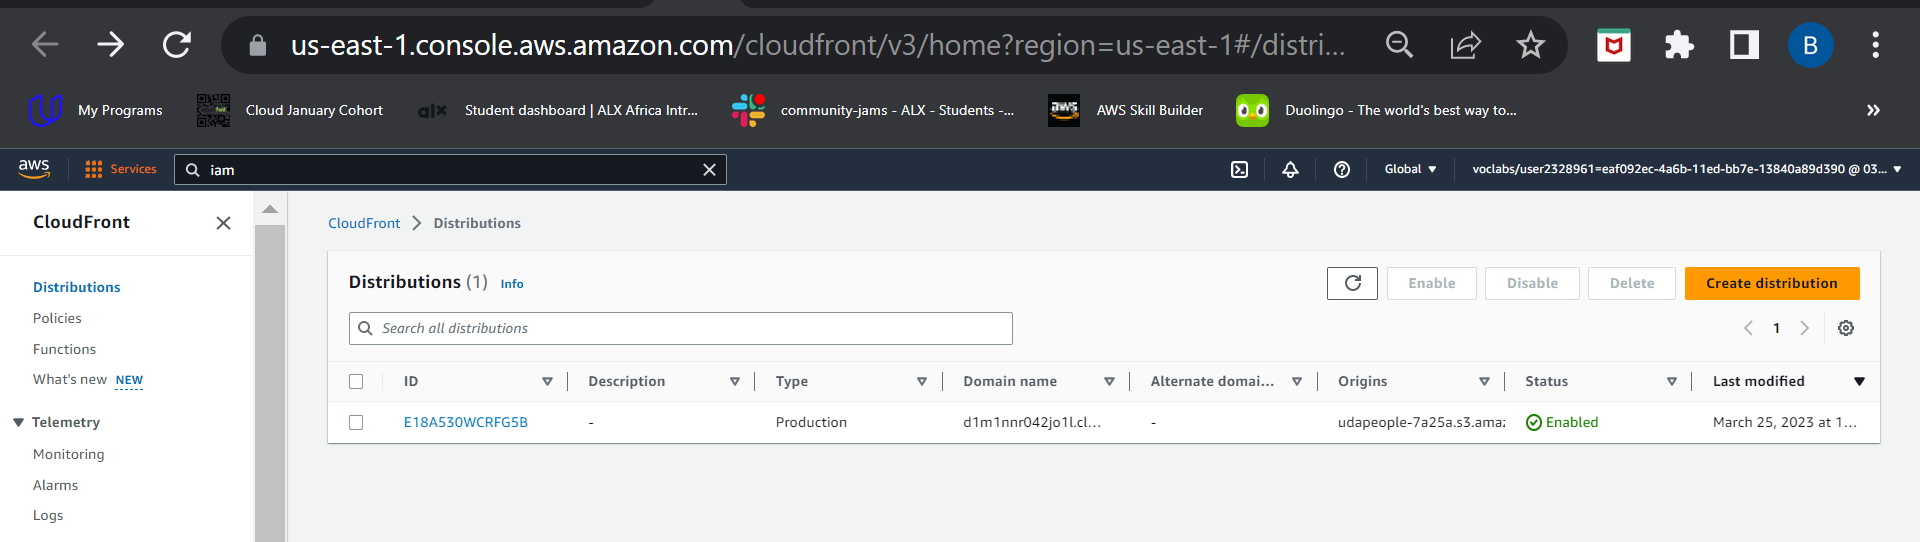 us-east-1.console.aws.amazon.com/cloudfront/v3/home?region=us-east-1#/distri...
B
My Programs
Cloud January Cohort
alx
Student dashboard | ALX Africa Intr...
community-jams - ALX - Students -...
aws
AWS Skill Builder
Duolingo - The world's best way to...
»
aws
Services
iam
Global
voclabs/user2328961=eaf092ec-4a6b-11ed-bb7e-13840a89d390 @ 03...
CloudFront
Distributions
Policies
Functions
What's new NEW
Telemetry
Monitoring
Alarms
Logs
CloudFront > Distributions
Distributions (1) Info
Enable
Disable
Delete
Create distribution
Search all distributions
1
ID
Description
Type
Domain name
Alternate domai...
Origins
Status
Last modified
E18A530WCRFG5B
-
Production
d1m1nnr042jo1l.cl...
-
udapeople-7a25a.s3.amaz
Enabled
March 25, 2023 at 1...